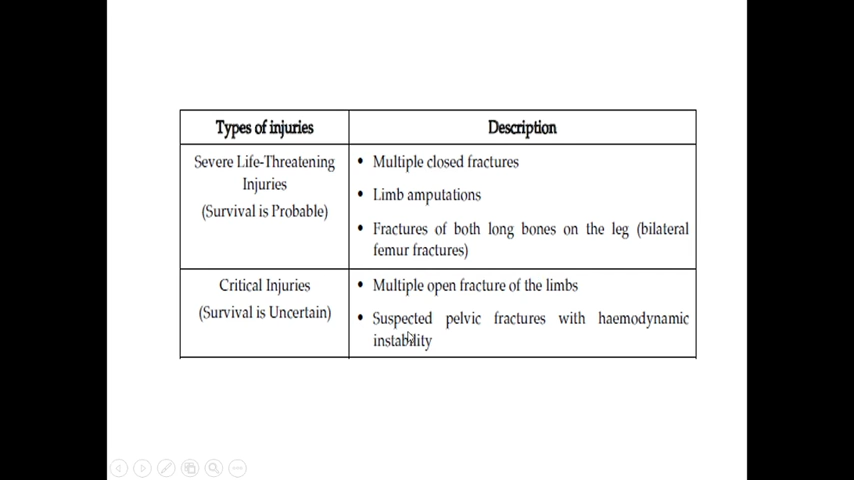 Types of injuries
Description
Severe Life-Threatening
Injuries
(Survival is Probable)
• Multiple closed fractures
• Limb amputations
• Fractures of both long bones on the leg (bilateral
femur fractures)
Critical Injuries
(Survival is Uncertain)
• Multiple open fracture of the limbs
• Suspected pelvic fractures with haemodynamic
instability